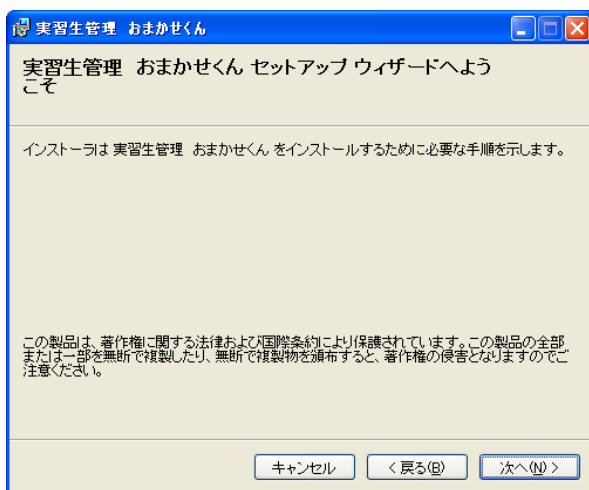 実習生管理　おまかせくん
実習生管理　おまかせくん セットアップ ウィザードへよう
こそ
インストーラは 実習生管理　おまかせくん をインストールするために必要な手順を示します。
この製品は、著作権に関する法律および国際条約により保護されています。この製品の全部
または一部を無断で複製したり、無断で複製物を頒布すると、著作権の侵害となりますのでご
注意ください。
キャンセル
< 戻る(B)
次へ(N) >